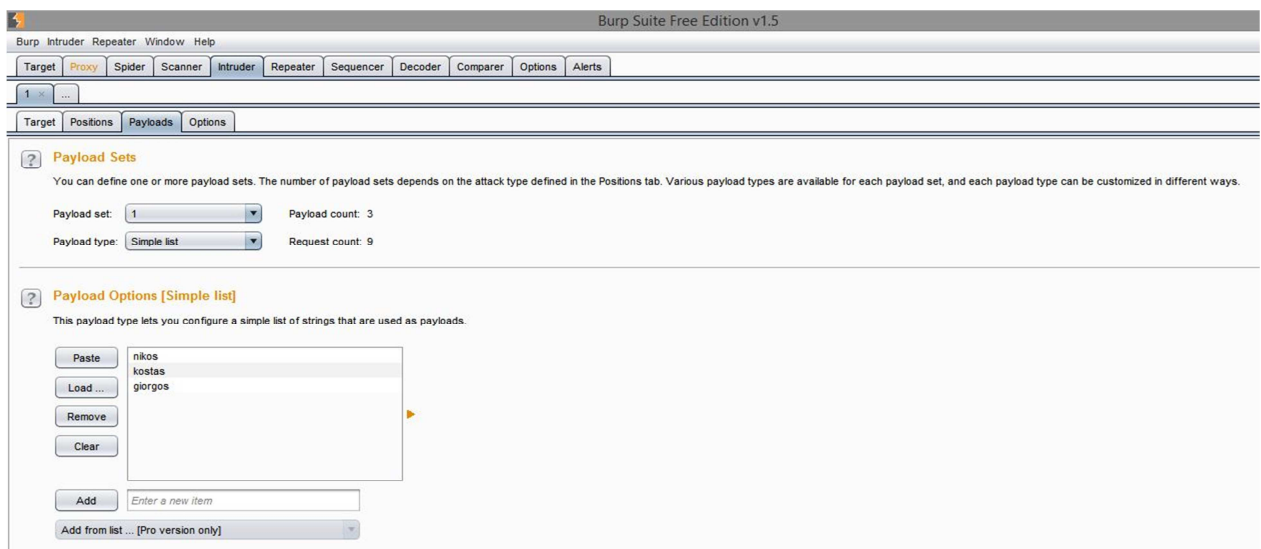 Burp Suite Free Edition v1.5
Burp Intruder Repeater Window Help
Target Proxy Spider Scanner Intruder Repeater Sequencer Decoder Comparer Options Alerts
1 × ...
Target Positions Payloads Options
? Payload Sets
You can define one or more payload sets. The number of payload sets depends on the attack type defined in the Positions tab. Various payload types are available for each payload set, and each payload type can be customized in different ways.
Payload set: 1 Payload count: 3
Payload type: Simple list Request count: 9
? Payload Options [Simple list]
This payload type lets you configure a simple list of strings that are used as payloads.
Paste
Load ...
Remove
Clear
nikos
kostas
giorgos
Add Enter a new item
Add from list ... [Pro version only]